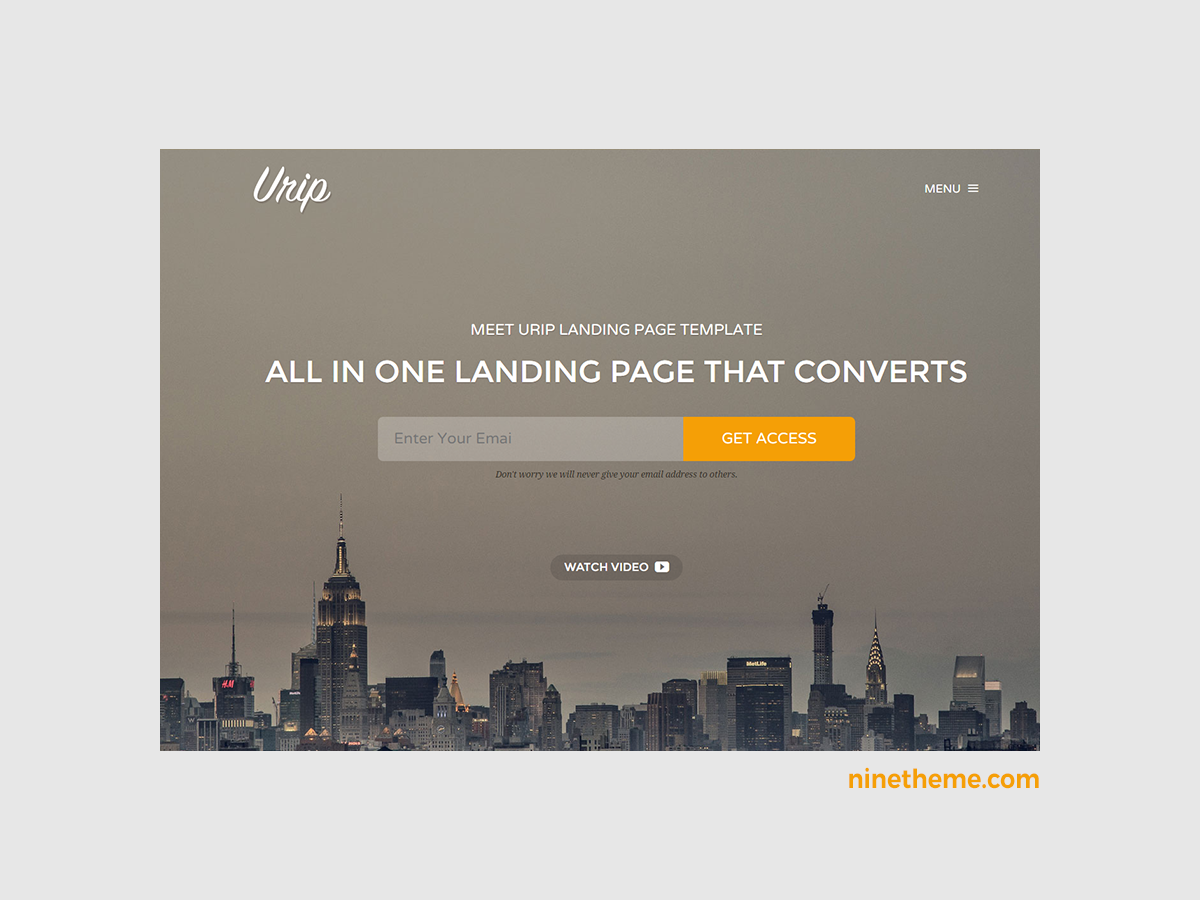 Urip
MENU
MEET URIP LANDING PAGE TEMPLATE
ALL IN ONE LANDING PAGE THAT CONVERTS
Enter Your Emai
GET ACCESS
Don't worry we will never give your email address to others.
WATCH VIDEO
MetLife
H&M
ninetheme.com